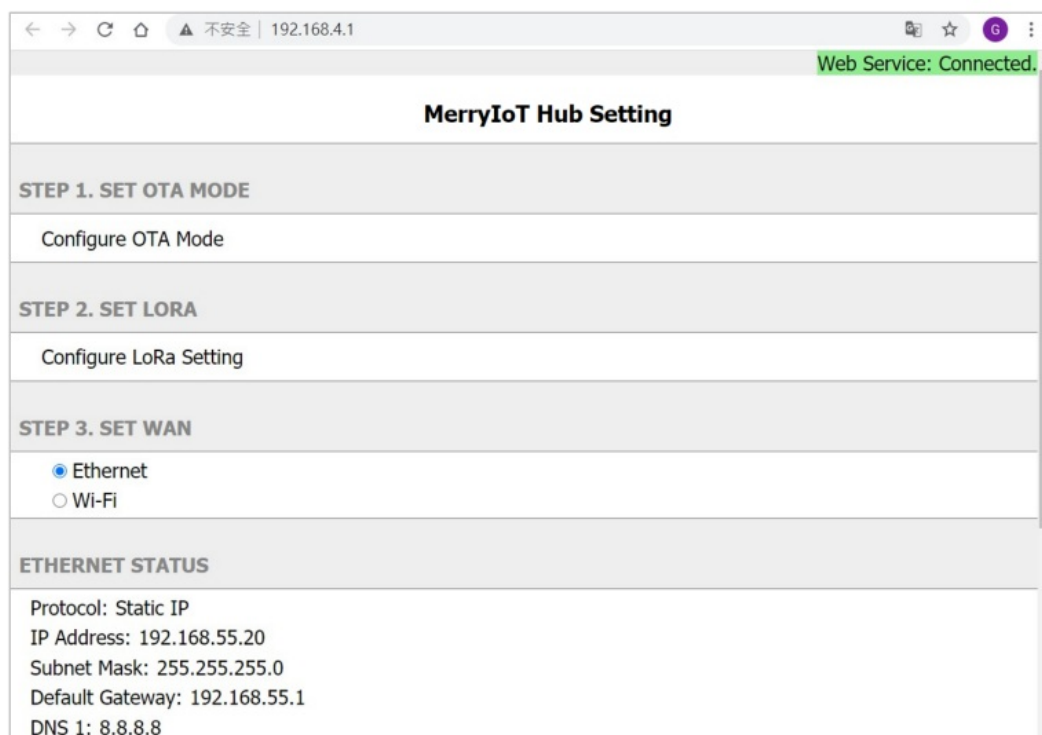 不安全 | 192.168.4.1
G
Web Service: Connected.
MerryIoT Hub Setting
STEP 1. SET OTA MODE
Configure OTA Mode
STEP 2. SET LORA
Configure LoRa Setting
STEP 3. SET WAN
Ethernet
Wi-Fi
ETHERNET STATUS
Protocol: Static IP
IP Address: 192.168.55.20
Subnet Mask: 255.255.255.0
Default Gateway: 192.168.55.1
DNS 1: 8.8.8.8